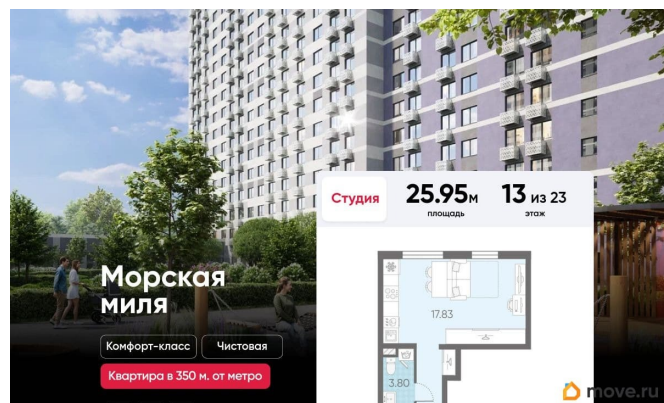 Студия
25.95м
площадь
13 из 23
этаж
Морская
миля
17.83
Комфорт-класс
Чистовая
Квартира в 350 м. от метро
3.80
move.ru